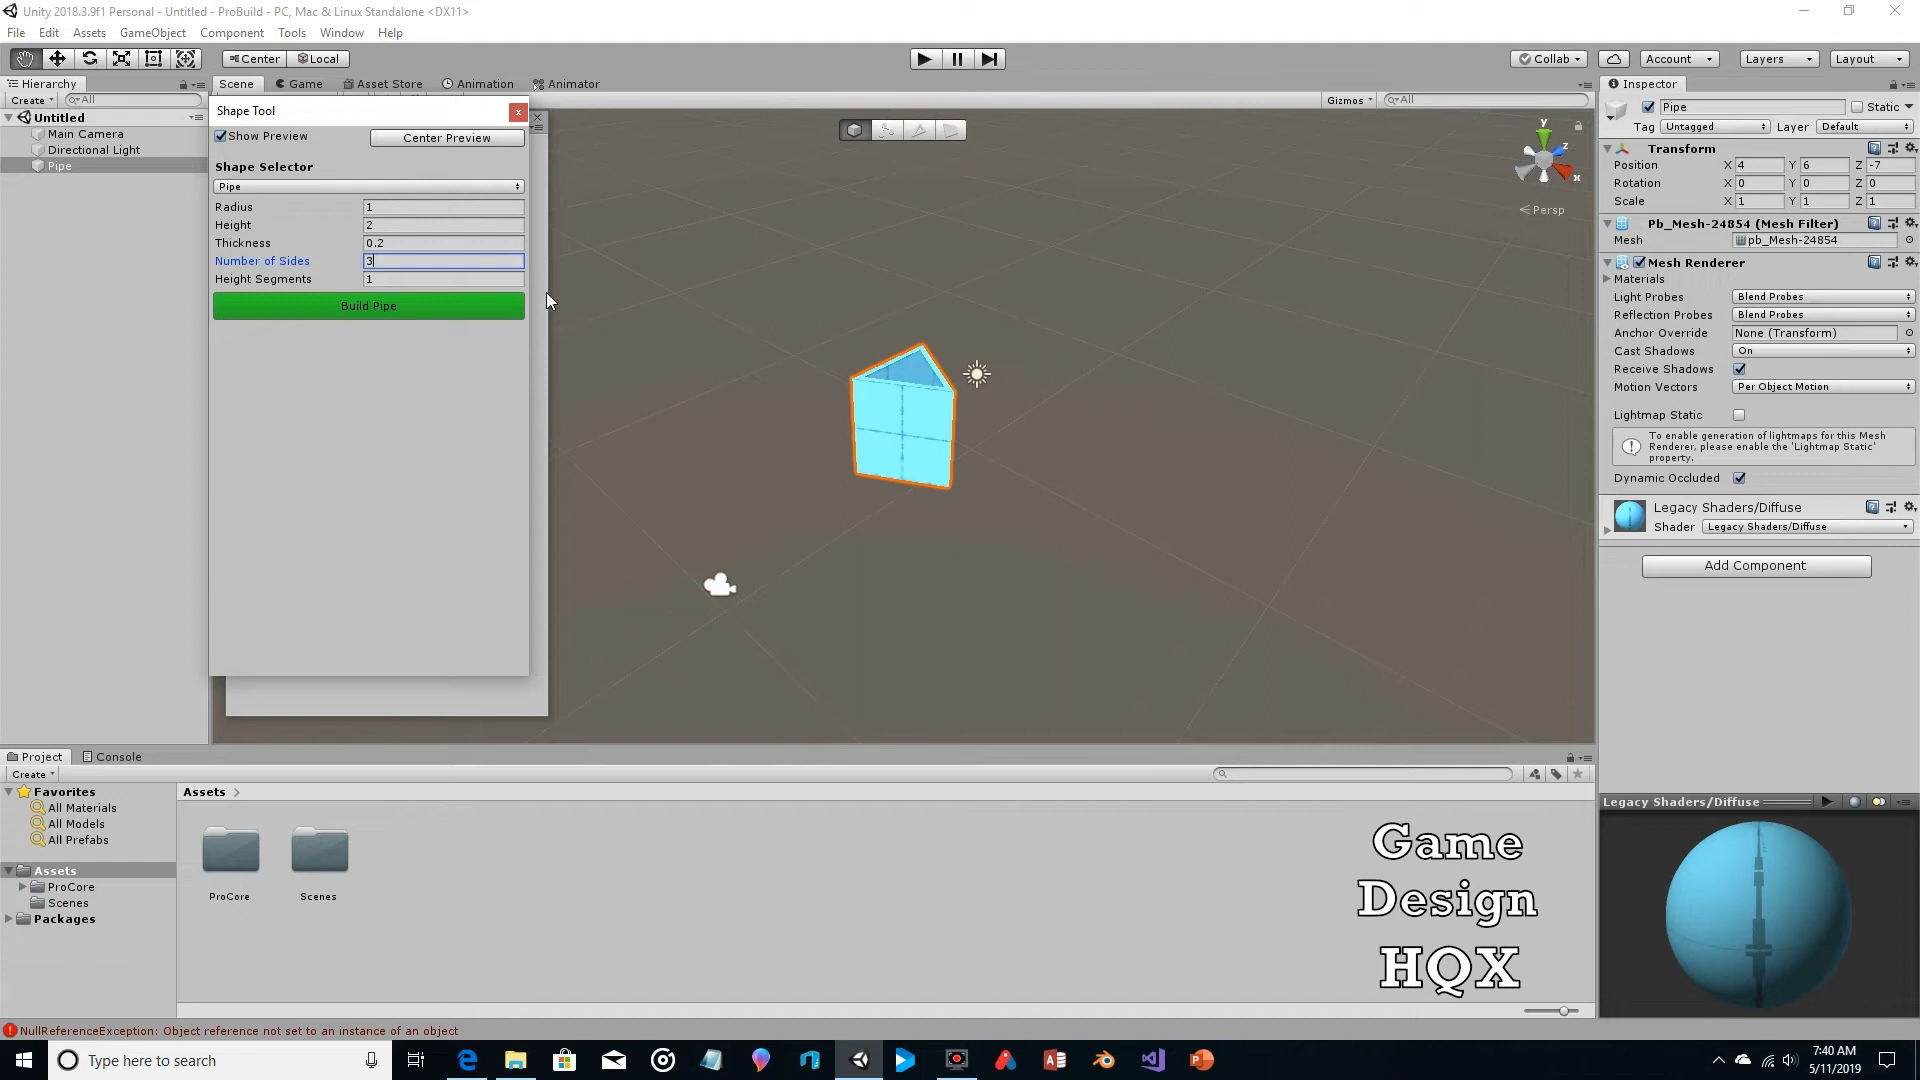 Unity 2018.3.9f1 Personal - Untitled - ProBuild - PC, Mac & Linux Standalone <DX11>
File Edit Assets GameObject Component Tools Window Help
Center Local Collab Account Layers Layout
Hierarchy Scene Game Asset Store Animation Animator Inspector
Create All Gizmos All
Untitled
Main Camera
Directional Light
Pipe
Shape Tool
Show Preview Center Preview
Shape Selector
Pipe
Radius 1
Height 2
Thickness 0.2
Number of Sides 3
Height Segments 1
Build Pipe
y
z
x
Persp
Pipe Static
Tag Untagged Layer Default
Transform
Position X 4 Y 6 Z -7
Rotation X 0 Y 0 Z 0
Scale X 1 Y 1 Z 1
Pb_Mesh-24854 (Mesh Filter)
Mesh pb_Mesh-24854
Mesh Renderer
Materials
Light Probes Blend Probes
Reflection Probes Blend Probes
Anchor Override None (Transform)
Cast Shadows On
Receive Shadows
Motion Vectors Per Object Motion
Lightmap Static
To enable generation of lightmaps for this Mesh
Renderer, please enable the 'Lightmap Static'
property.
Dynamic Occluded
Legacy Shaders/Diffuse
Shader Legacy Shaders/Diffuse
Add Component
Project Console
Create
Favorites
All Materials
All Models
All Prefabs
Assets
ProCore
Scenes
Packages
Assets
ProCore Scenes
Game
Design
HQX
Legacy Shaders/Diffuse
NullReferenceException: Object reference not set to an instance of an object
Type here to search
7:40 AM
5/11/2019